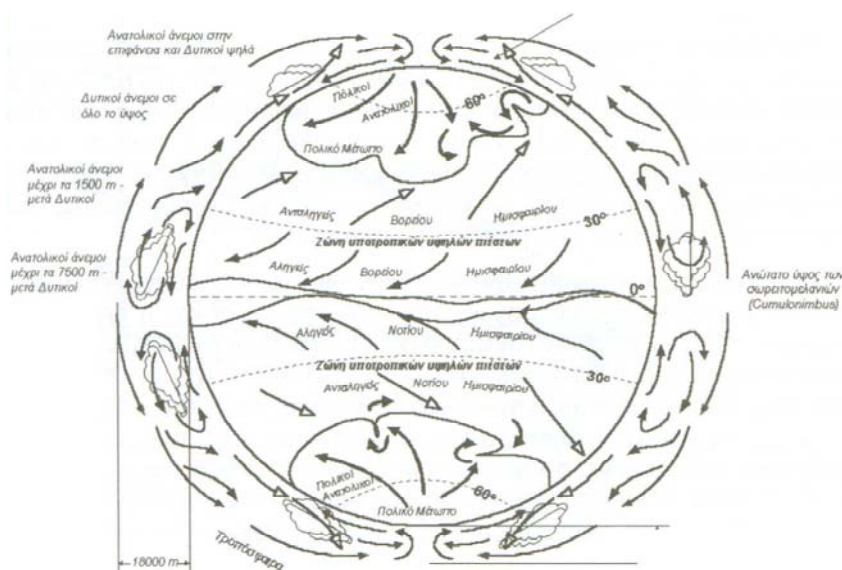 Ανατολικοί άνεμοι στην
επιφάνεια και Δυτικοί ψηλά
Δυτικοί άνεμοι σε
όλο το ύψος
Ανατολικοί άνεμοι
μέχρι τα 1500 m -
μετά Δυτικοί
Ανατολικοί άνεμοι
μέχρι τα 7500 m -
μετά Δυτικοί
Πολικοί
Ανατολικοί
60°
Πολικό Μέτωπο
Ανταληγείς Βορείου Ημισφαιρίου
30°
Ζώνη υποτροπικών υψηλών πιέσεων
Αληγείς Βορείου Ημισφαιρίου
0°
Ανώτατο ύψος των
σωρειτομελανιών
(Cumulonimbus)
Αληγείς Νοτίου Ημισφαιρίου
Ζώνη υποτροπικών υψηλών πιέσεων
30°
Ανταληγείς Νοτίου Ημισφαιρίου
Πολικοί
Ανατολικοί
60°
Πολικό Μέτωπο
18000 m
Τροπόσφαιρα